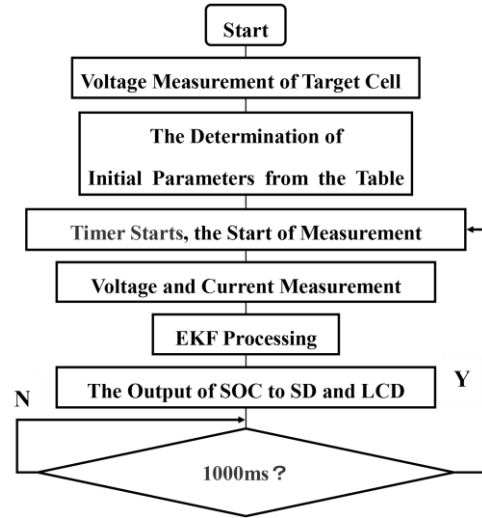 Start
Voltage Measurement of Target Cell
The Determination of
Initial Parameters from the Table
Timer Starts, the Start of Measurement
Voltage and Current Measurement
EKF Processing
The Output of SOC to SD and LCD
Y
N
1000ms？